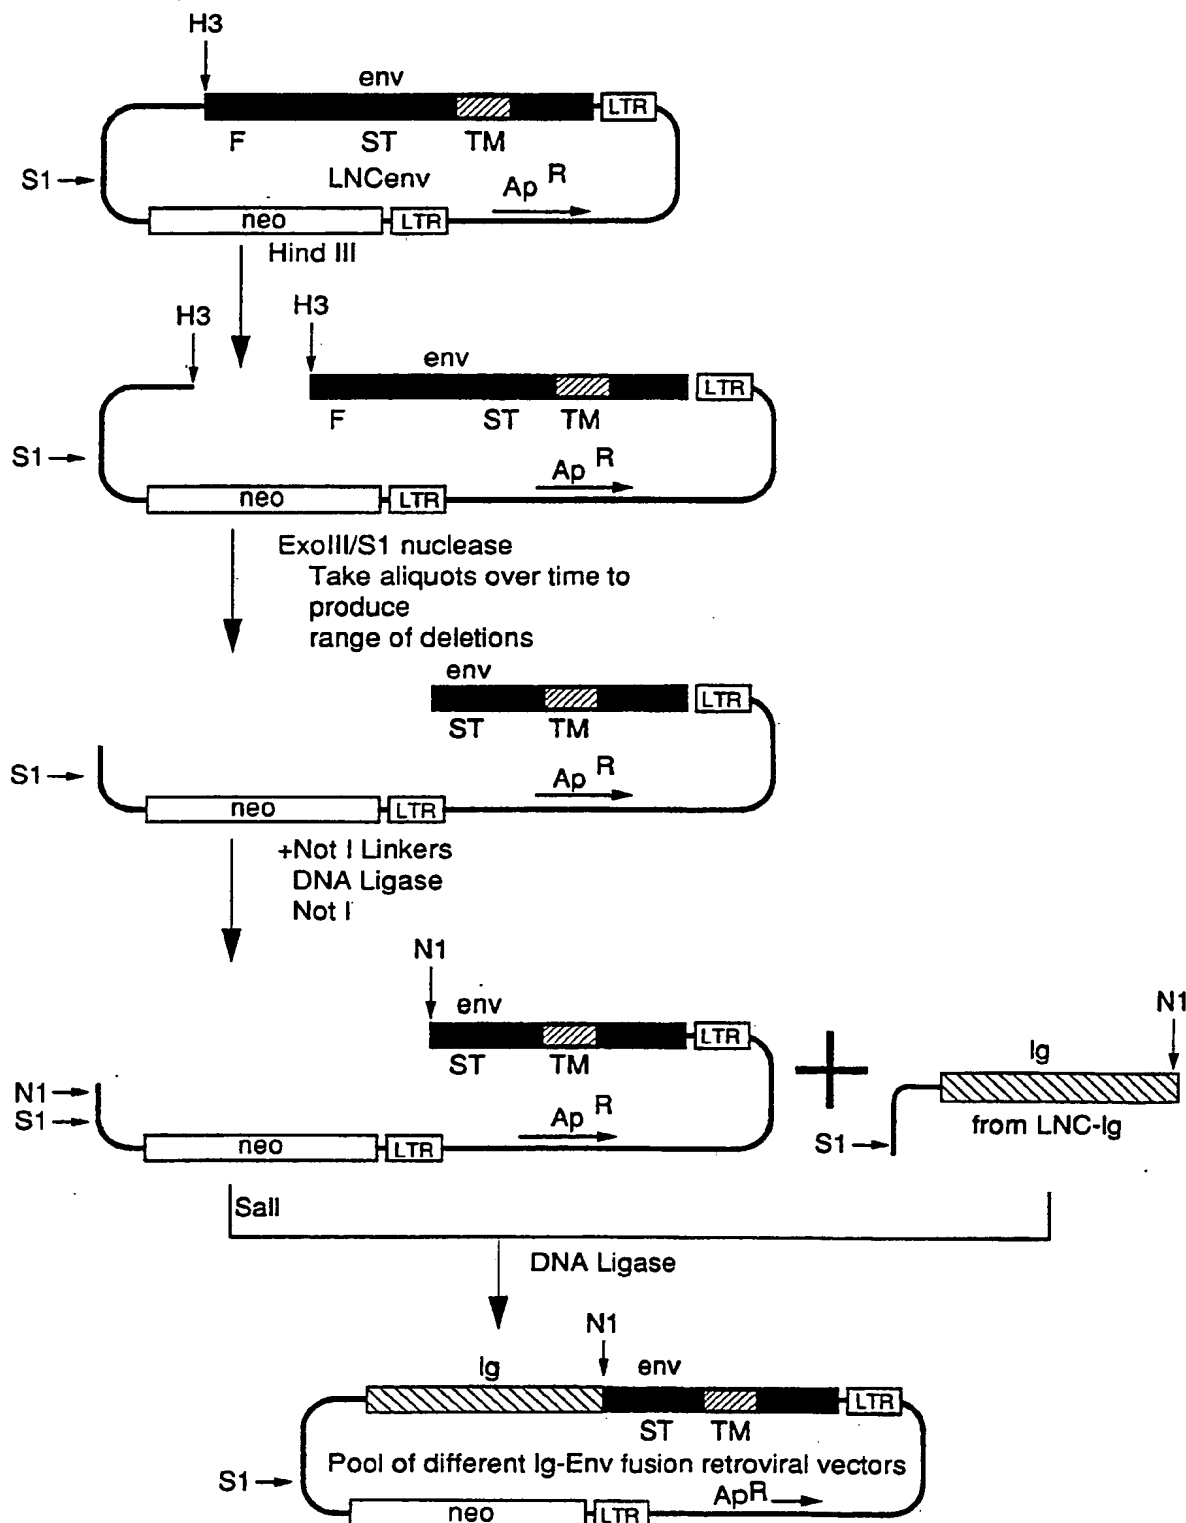 H3
env
LTR
F ST TM
S1
LNCenv
Ap R
neo LTR
Hind III
H3
H3
env
LTR
F ST TM
S1
Ap R
neo LTR
ExoIII/S1 nuclease
Take aliquots over time to
produce
range of deletions
env
LTR
ST TM
S1
Ap R
neo LTR
+Not I Linkers
DNA Ligase
Not I
N1
env
LTR
ST TM
N1
S1
Ap R
neo LTR
+
N1
Ig
from LNC-Ig
S1
SalI
DNA Ligase
N1
Ig env
LTR
ST TM
Pool of different Ig-Env fusion retroviral vectors
S1
ApR
neo LTR